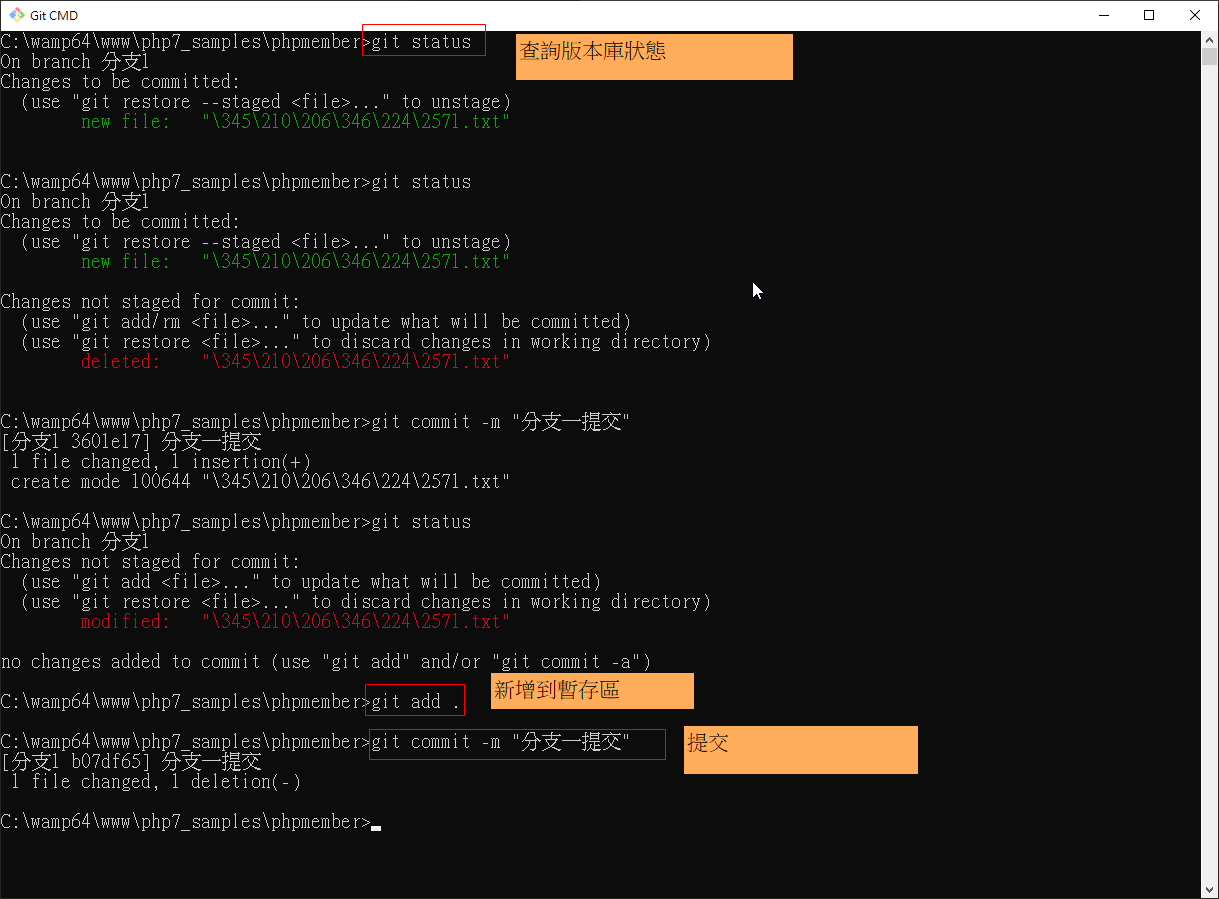 Git CMD
C:\wamp64\www\php7_samples\phpmember>git status
查詢版本庫狀態
On branch 分支1
Changes to be committed:
  (use "git restore --staged <file>..." to unstage)
        new file:   "\345\210\206\346\224\2571.txt"
C:\wamp64\www\php7_samples\phpmember>git status
On branch 分支1
Changes to be committed:
  (use "git restore --staged <file>..." to unstage)
        new file:   "\345\210\206\346\224\2571.txt"
Changes not staged for commit:
  (use "git add/rm <file>..." to update what will be committed)
  (use "git restore <file>..." to discard changes in working directory)
        deleted:    "\345\210\206\346\224\2571.txt"
C:\wamp64\www\php7_samples\phpmember>git commit -m "分支一提交"
[分支1 3601e17] 分支一提交
 1 file changed, 1 insertion(+)
 create mode 100644 "\345\210\206\346\224\2571.txt"
C:\wamp64\www\php7_samples\phpmember>git status
On branch 分支1
Changes not staged for commit:
  (use "git add <file>..." to update what will be committed)
  (use "git restore <file>..." to discard changes in working directory)
        modified:   "\345\210\206\346\224\2571.txt"
no changes added to commit (use "git add" and/or "git commit -a")
C:\wamp64\www\php7_samples\phpmember>git add .
新增到暫存區
C:\wamp64\www\php7_samples\phpmember>git commit -m "分支一提交"
提交
[分支1 b07df65] 分支一提交
 1 file changed, 1 deletion(-)
C:\wamp64\www\php7_samples\phpmember>